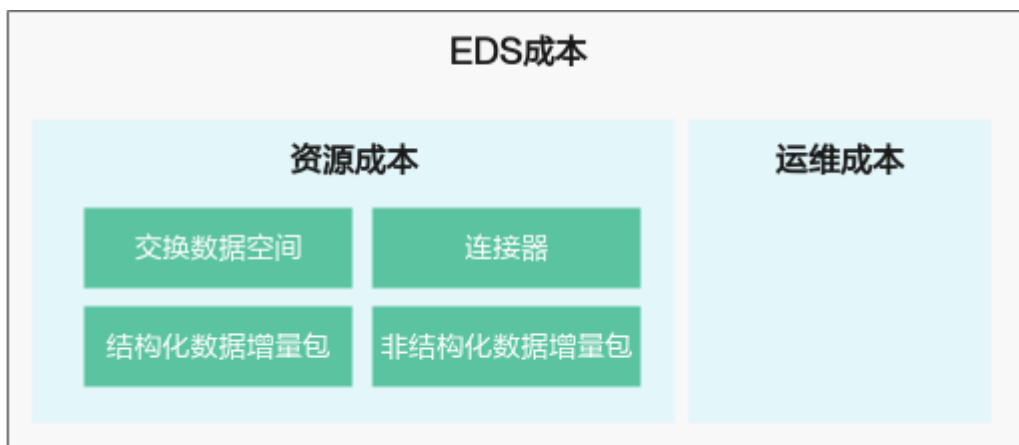 EDS成本
资源成本
运维成本
交换数据空间
连接器
结构化数据增量包
非结构化数据增量包